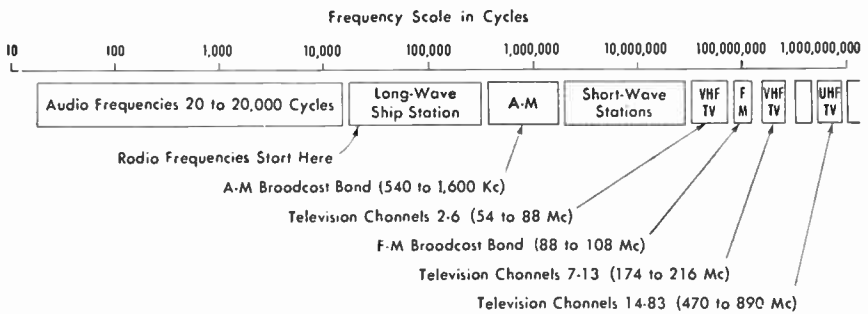 Frequency Scale in Cycles
10 100 1,000 10,000 100,000 1,000,000 10,000,000 100,000,000 1,000,000,000
Audio Frequencies 20 to 20,000 Cycles
Long-Wave
Ship Station
A-M
Short-Wave
Stations
VHF
TV
F
M
VHF
TV
UHF
TV
Radio Frequencies Start Here
A-M Broadcost Bond (540 to 1,600 Kc)
Television Channels 2-6 (54 to 88 Mc)
F-M Broadcost Bond (88 to 108 Mc)
Television Channels 7-13 (174 to 216 Mc)
Television Channels 14-83 (470 to 890 Mc)